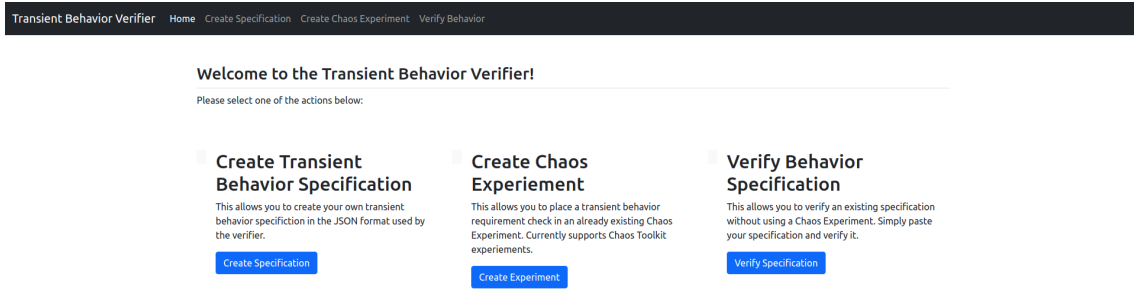 Transient Behavior Verifier Home Create Specification Create Chaos Experiment Verify Behavior
Welcome to the Transient Behavior Verifier!
Please select one of the actions below:
Create Transient
Behavior Specification
This allows you to create your own transient
behavior specifiction in the JSON format used by
the verifier.
Create Specification
Create Chaos
Experiement
This allows you to place a transient behavior
requirement check in an already existing Chaos
Experiment. Currently supports Chaos Toolkit
experiements.
Create Experiment
Verify Behavior
Specification
This allows you to verify an existing specification
without using a Chaos Experiment. Simply paste
your specification and verify it.
Verify Specification